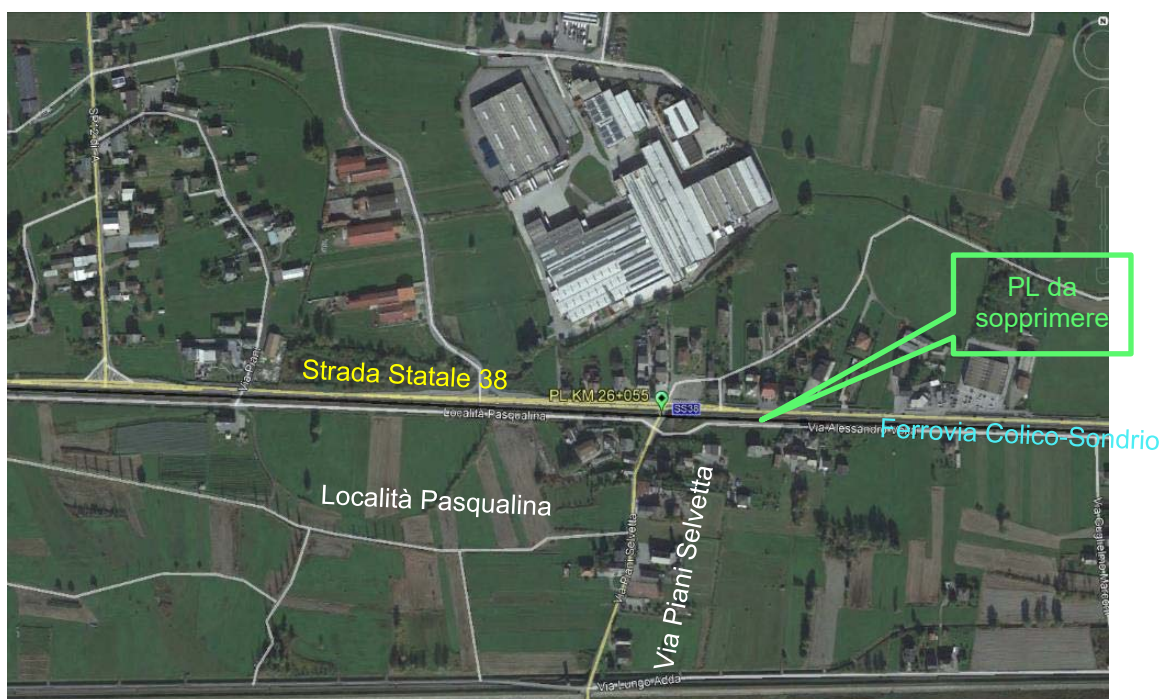 PL da
sopprimere
Via Piani
Strada Statale 38
PL KM 26+055
SS38
Località Pasqualina
Via Alessandro Volta
Ferrovia Colico-Sondrio
Località Pasqualina
Via Piani Selvetta
Via Piani Selvetta
Via Lungo Adda